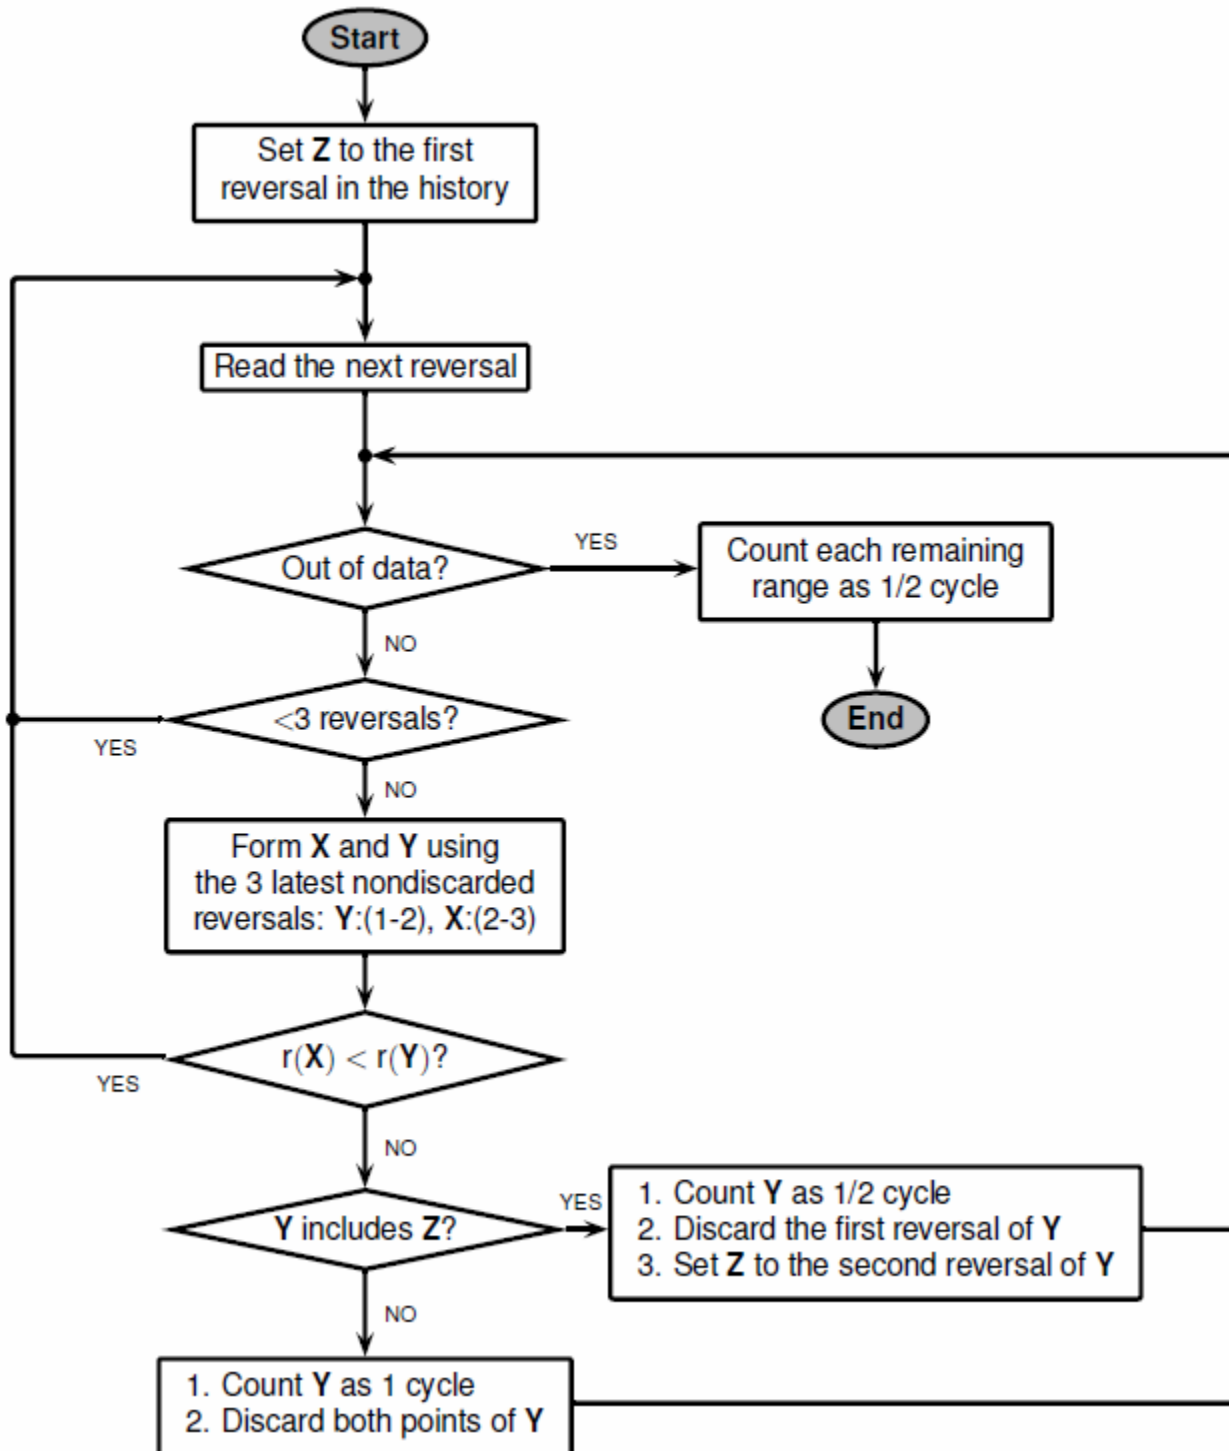 Start
Set Z to the first
reversal in the history
Read the next reversal
Out of data?
YES
Count each remaining
range as 1/2 cycle
NO
End
<3 reversals?
YES
NO
Form X and Y using
the 3 latest nondiscarded
reversals: Y:(1-2), X:(2-3)
r(X) < r(Y)?
YES
NO
Y includes Z?
YES
1. Count Y as 1/2 cycle
2. Discard the first reversal of Y
3. Set Z to the second reversal of Y
NO
1. Count Y as 1 cycle
2. Discard both points of Y